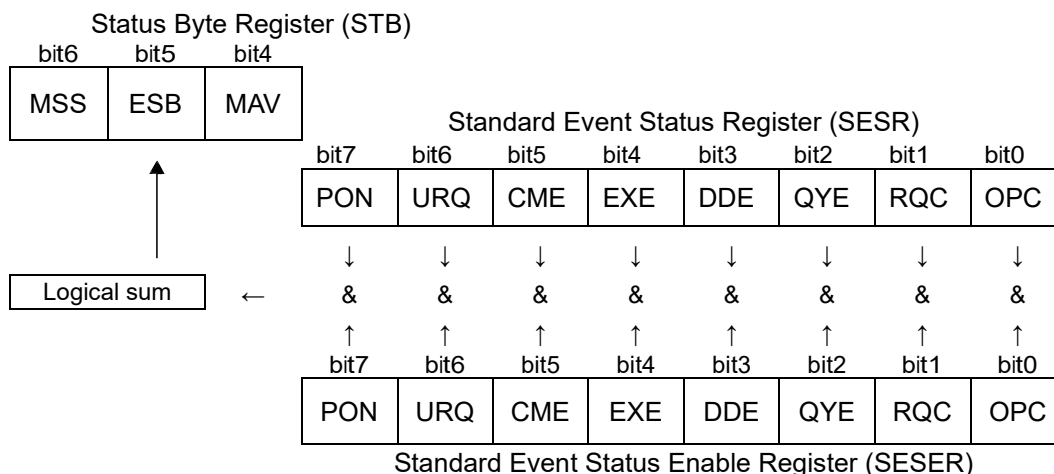 Status Byte Register (STB)
bit6 bit5 bit4
MSS ESB MAV
Standard Event Status Register (SESR)
bit7 bit6 bit5 bit4 bit3 bit2 bit1 bit0
PON URQ CME EXE DDE QYE RQC OPC
↓ ↓ ↓ ↓ ↓ ↓ ↓ ↓
Logical sum ← & & & & & & & &
↑ ↑ ↑ ↑ ↑ ↑ ↑ ↑
bit7 bit6 bit5 bit4 bit3 bit2 bit1 bit0
PON URQ CME EXE DDE QYE RQC OPC
Standard Event Status Enable Register (SESER)